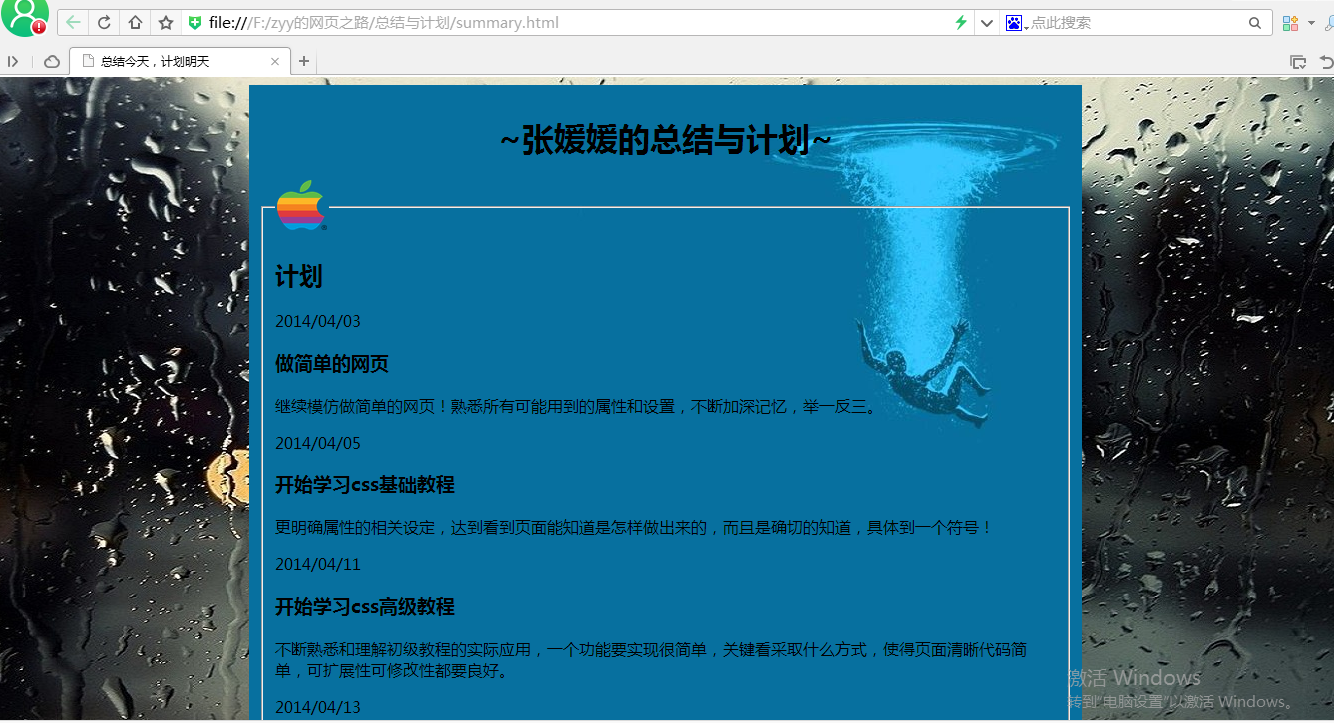 file:///F:/zyy的网页之路/总结与计划/summary.html
点此搜索
总结今天，计划明天
~张媛媛的总结与计划~
计划
2014/04/03
做简单的网页
继续模仿做简单的网页！熟悉所有可能用到的属性和设置，不断加深记忆，举一反三。
2014/04/05
开始学习css基础教程
更明确属性的相关设定，达到看到页面能知道是怎样做出来的，而且是确切的知道，具体到一个符号！
2014/04/11
开始学习css高级教程
不断熟悉和理解初级教程的实际应用，一个功能要实现很简单，关键看采取什么方式，使得页面清晰代码简
单，可扩展性可修改性都要良好。
2014/04/13
激活 Windows
转到“电脑设置”以激活 Windows。